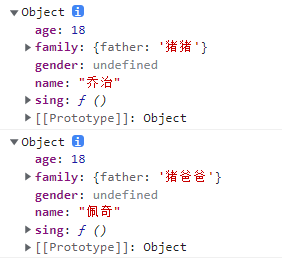 ▼Object i
age: 18
▶family: {father: '猪猪'}
gender: undefined
name: "乔治"
▶sing: ƒ ()
▶[[Prototype]]: Object
▼Object i
age: 18
▶family: {father: '猪爸爸'}
gender: undefined
name: "佩奇"
▶sing: ƒ ()
▶[[Prototype]]: Object